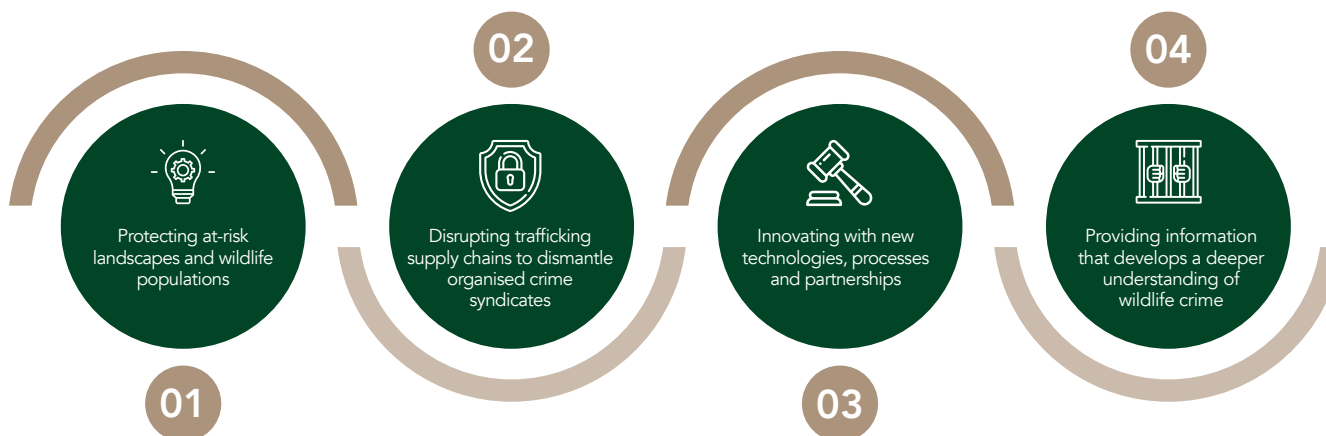 01
Protecting at-risk
landscapes and wildlife
populations
02
Disrupting trafficking
supply chains to dismantle
organised crime
syndicates
03
Innovating with new
technologies, processes
and partnerships
04
Providing information
that develops a deeper
understanding of
wildlife crime